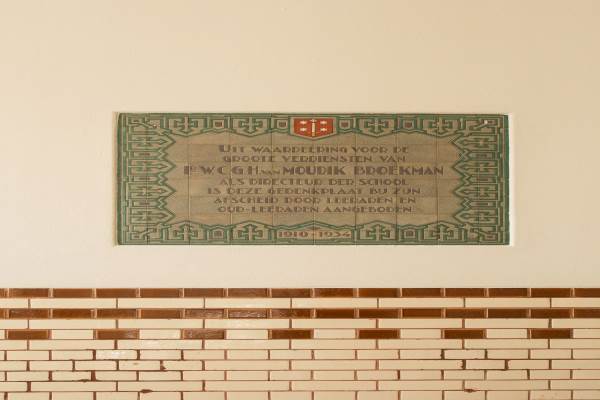 UIT WAARDEERING VOOR DE
GROOTE VERDIENSTEN VAN
IR W.C.G.H. VAN MOURIK BROEKMAN
ALS DIRECTEUR DER SCHOOL
IS DEZE GEDENKPLAAT BIJ ZIJN
AFSCHEID DOOR LEERAREN EN
OUD-LEERAREN AANGEBODEN
1910-1934